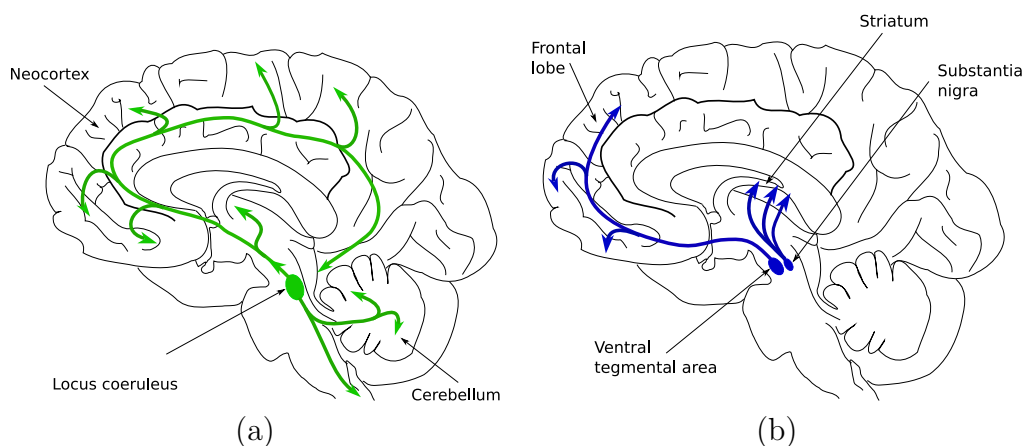 Neocortex
Locus coeruleus
Cerebellum
(a)
Frontal
lobe
Striatum
Substantia
nigra
Ventral
tegmental area
(b)